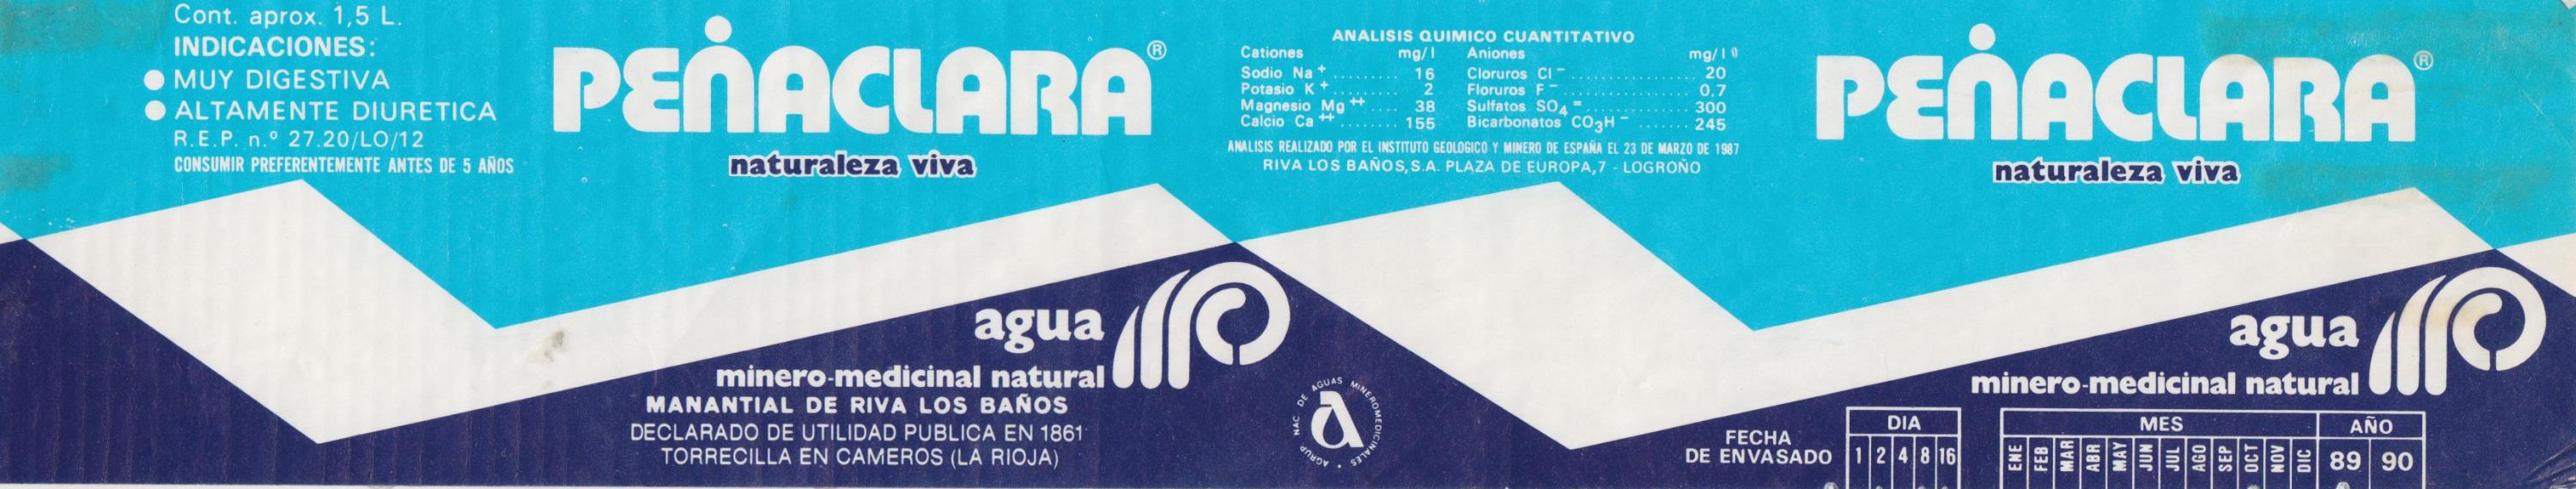 Cont. aprox. 1,5 L.
INDICACIONES:
● MUY DIGESTIVA
● ALTAMENTE DIURETICA
R.E.P. n.º 27.20/LO/12
CONSUMIR PREFERENTEMENTE ANTES DE 5 AÑOS
PEÑACLARA®
naturaleza viva
agua
minero-medicinal natural
MANANTIAL DE RIVA LOS BAÑOS
DECLARADO DE UTILIDAD PUBLICA EN 1861
TORRECILLA EN CAMEROS (LA RIOJA)
ANALISIS QUIMICO CUANTITATIVO
Cationes mg/l Aniones mg/l
Sodio Na⁺ ......... 16 Cloruros Cl⁻ ................ 20
Potasio K⁺ ......... 2 Floruros F⁻ ................ 0,7
Magnesio Mg⁺⁺ .... 38 Sulfatos SO₄⁼ .............. 300
Calcio Ca⁺⁺ ........ 155 Bicarbonatos CO₃H⁻ ....... 245
ANALISIS REALIZADO POR EL INSTITUTO GEOLOGICO Y MINERO DE ESPAÑA EL 23 DE MARZO DE 1987
RIVA LOS BAÑOS, S.A. PLAZA DE EUROPA, 7 - LOGROÑO
AGRUP NAC DE AGUAS MINEROMEDICINALES •
PEÑACLARA®
naturaleza viva
agua
minero-medicinal natural
FECHA
DE ENVASADO
DIA
1 2 4 8 16
MES
ENE FEB MAR ABR MAY JUN JUL AGO SEP OCT NOV DIC
AÑO
89 90